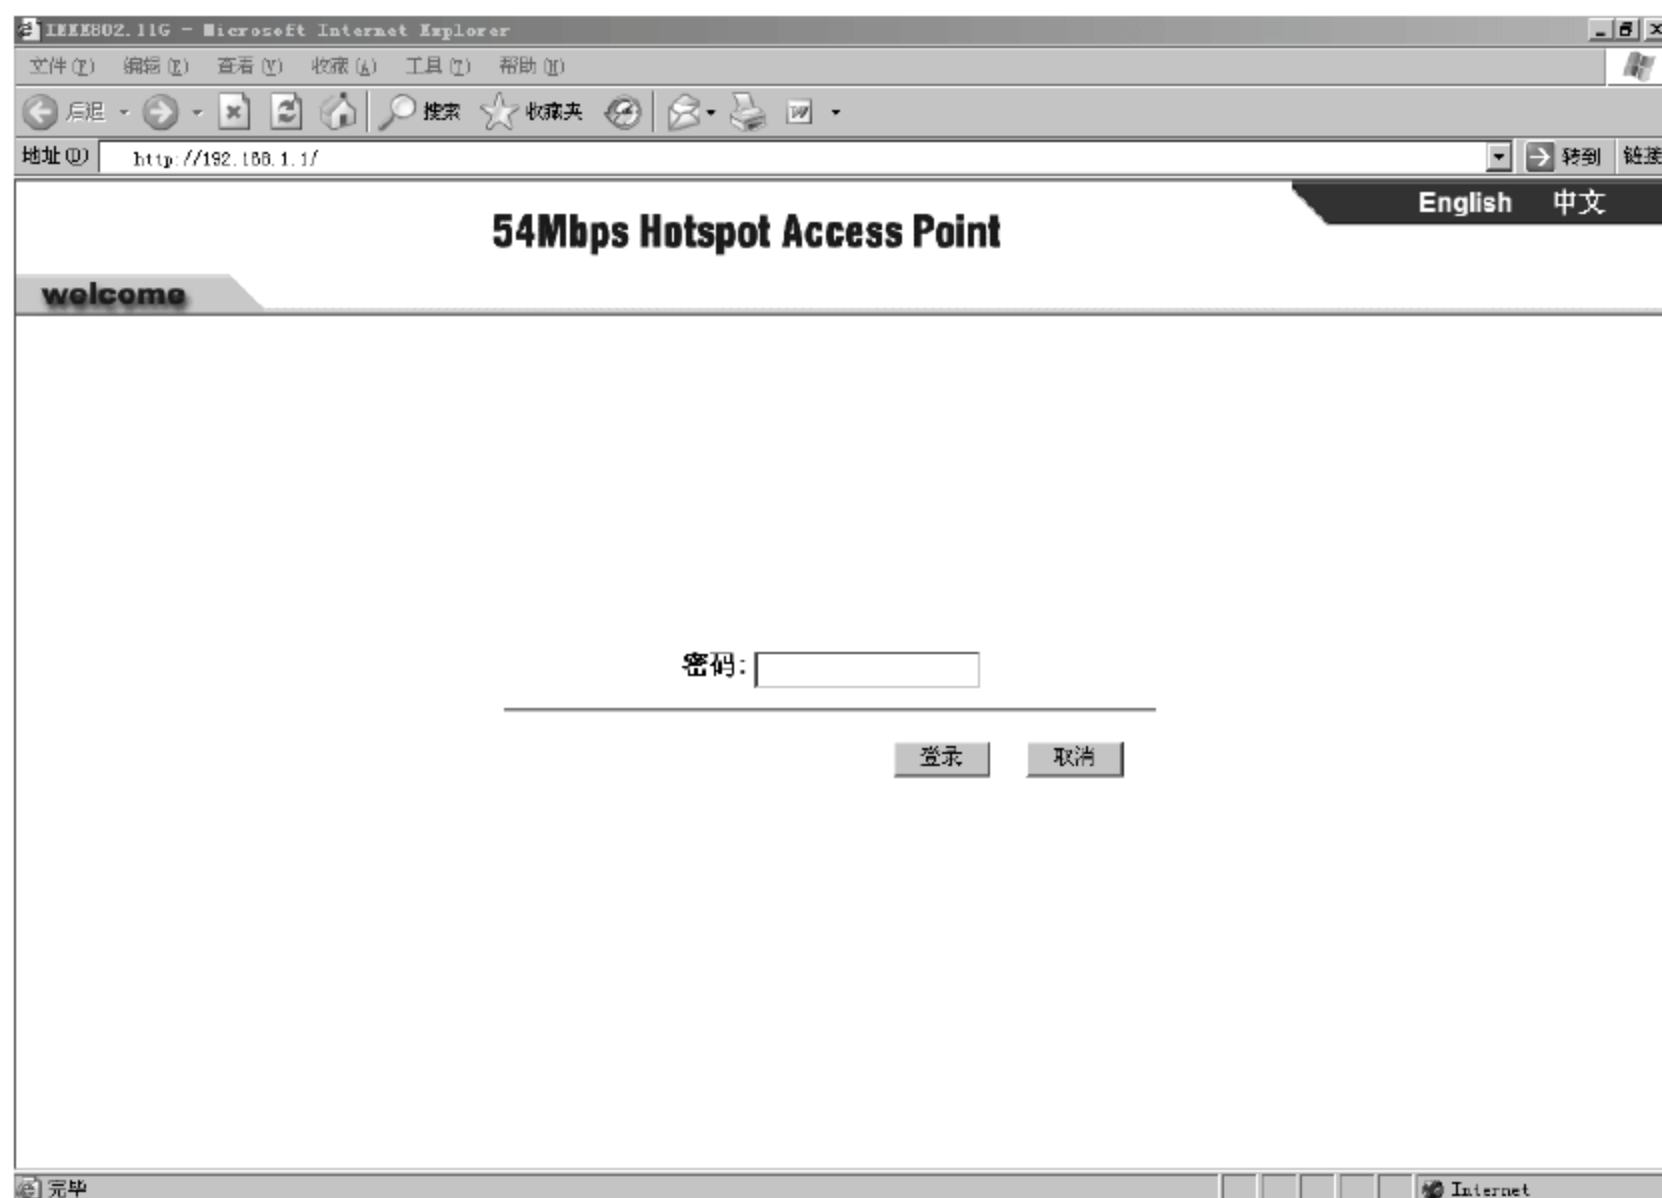 IEEE802.11G - Microsoft Internet Explorer
文件(F) 编辑(E) 查看(V) 收藏(A) 工具(T) 帮助(H)
后退 搜索 收藏夹
地址(D) http://192.168.1.1/ 转到 链接
English 中文
54Mbps Hotspot Access Point
welcome
密码:
登录 取消
完毕 Internet